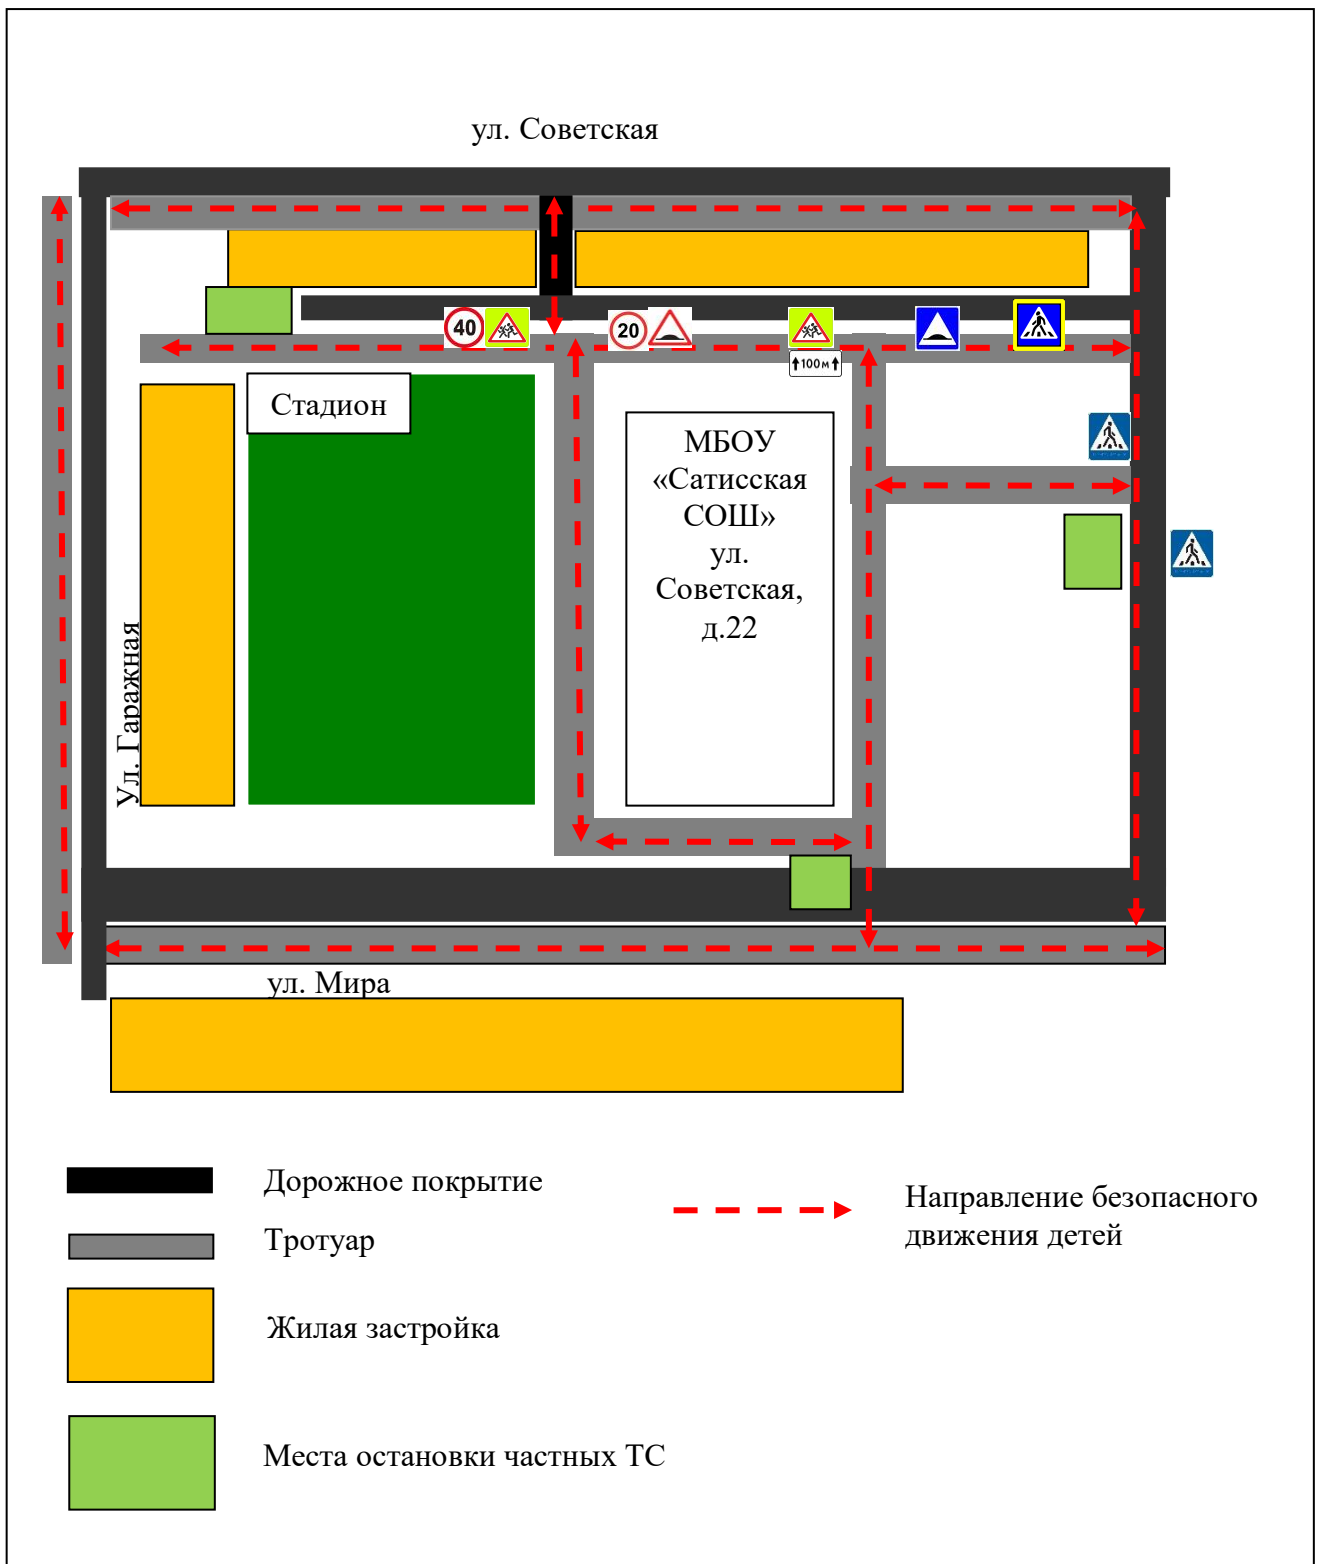 ул. Советская
40
20
↑100м↑
Стадион
МБОУ
«Сатисская
СОШ»
ул.
Советская,
д.22
Ул. Гаражная
ул. Мира
Дорожное покрытие
Тротуар
Жилая застройка
Места остановки частных ТС
Направление безопасного
движения детей